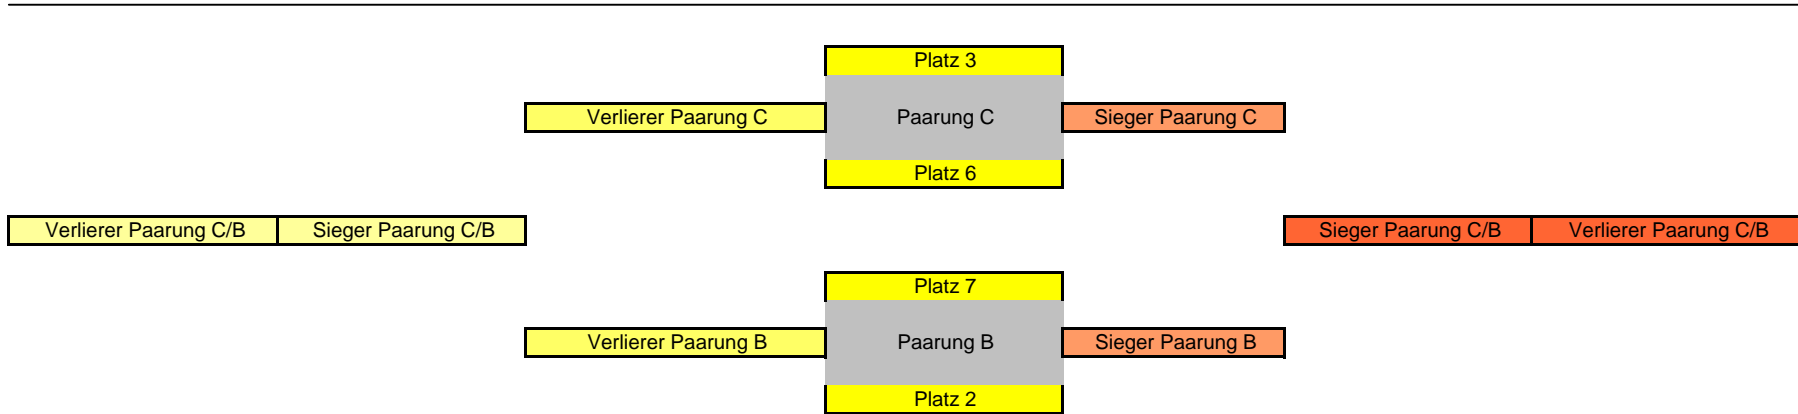 Platz 3
Verlierer Paarung C Paarung C Sieger Paarung C
Platz 6
Verlierer Paarung C/B Sieger Paarung C/B Sieger Paarung C/B Verlierer Paarung C/B
Platz 7
Verlierer Paarung B Paarung B Sieger Paarung B
Platz 2